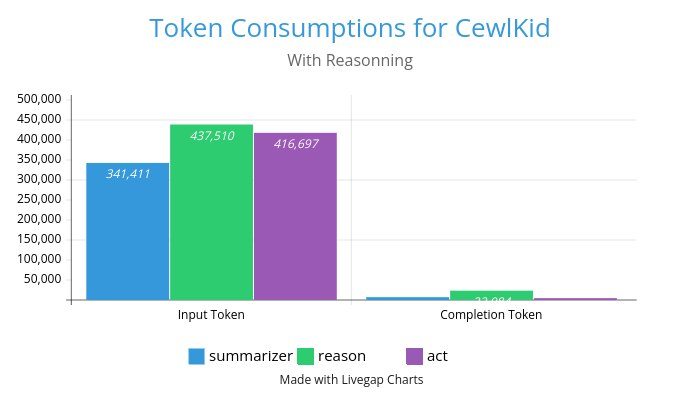 Token Consumptions for CewlKid
With Reasonning
500,000
450,000
400,000
350,000
300,000
250,000
200,000
150,000
100,000
50,000
341,411
437,510
416,697
Input Token
Completion Token
summarizer
reason
act
Made with Livegap Charts